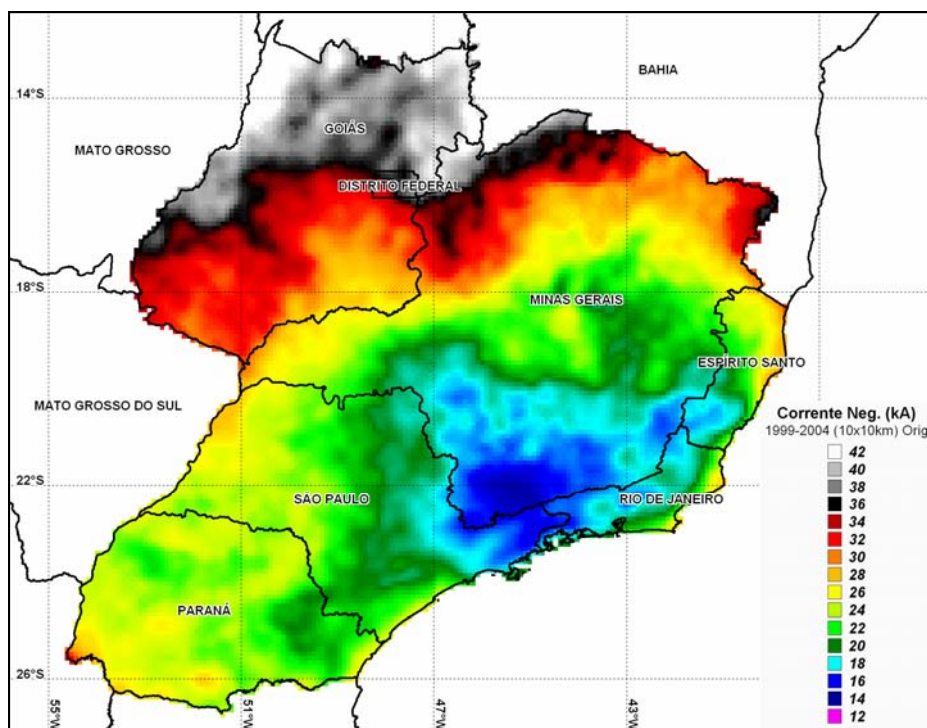 BAHIA
14°S
GOIÁS
MATO GROSSO
DISTRITO FEDERAL
18°S
MINAS GERAIS
ESPÍRITO SANTO
MATO GROSSO DO SUL
Corrente Neg. (kA)
1999-2004 (10x10km) Orig
42
40
38
36
34
32
30
28
26
24
22
20
18
16
14
12
22°S
SÃO PAULO
RIO DE JANEIRO
PARANÁ
26°S
55°W
51°W
47°W
43°W